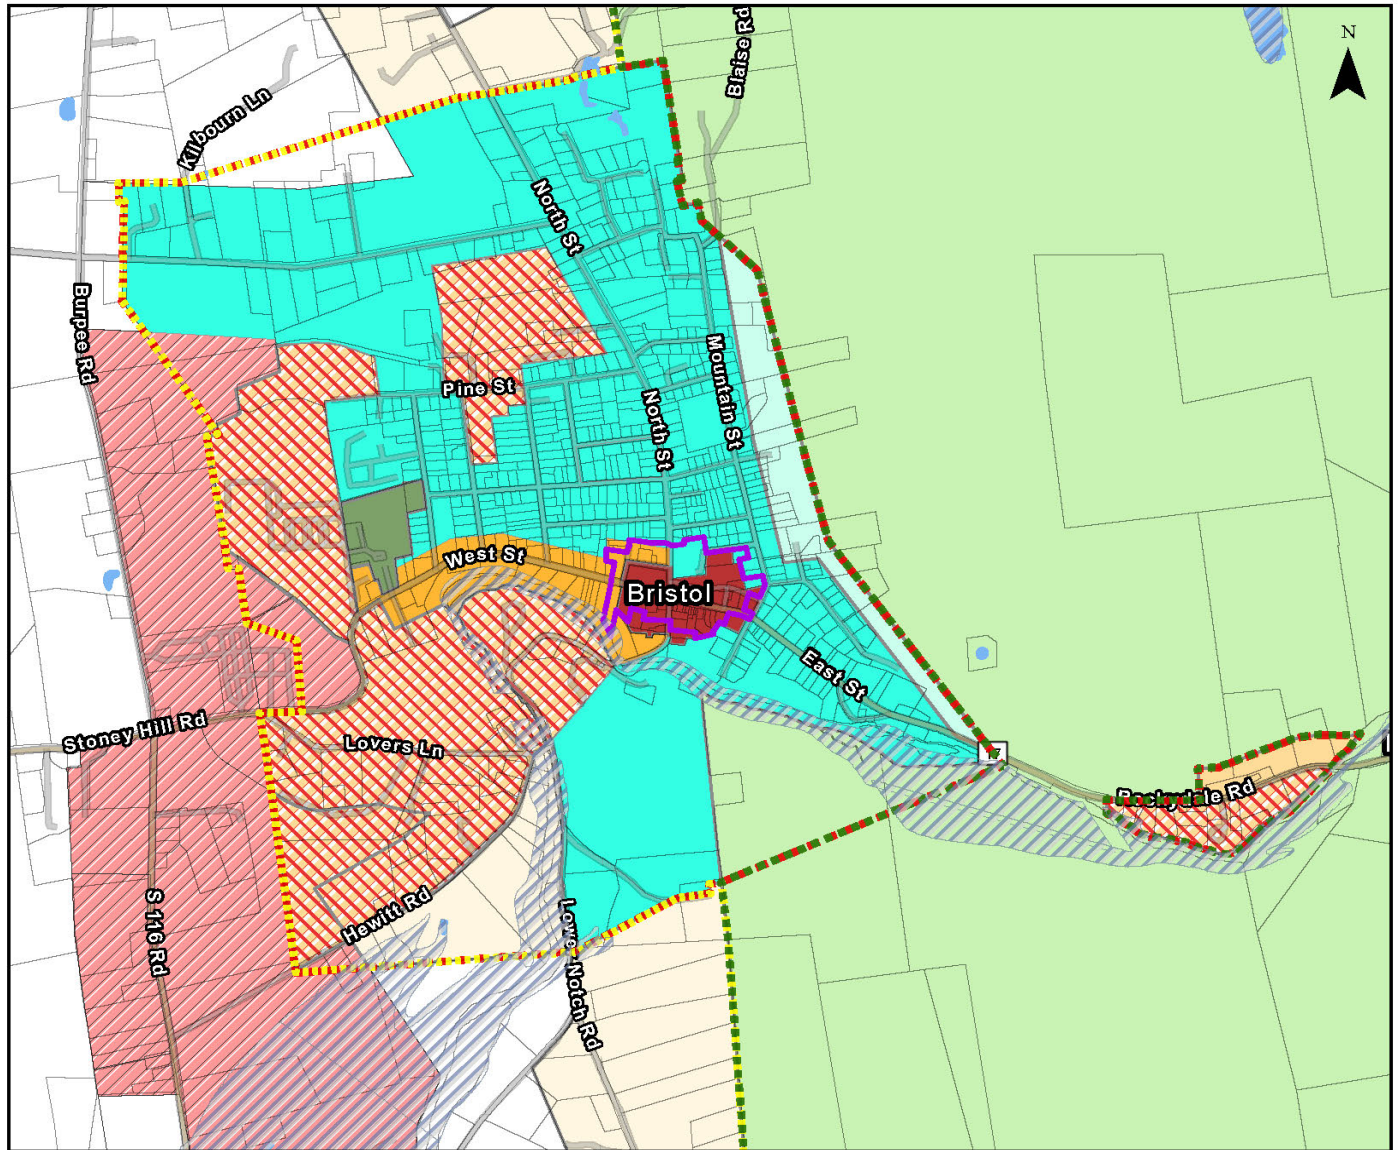 N
Blaise Rd
Kilbourn Ln
North St
Burpee Rd
Mountain St
Pine St
North St
West St
Bristol
East St
Stoney Hill Rd
Lovers Ln
17
Rockydale Rd
S 116 Rd
Hewitt Rd
Lower Notch Rd